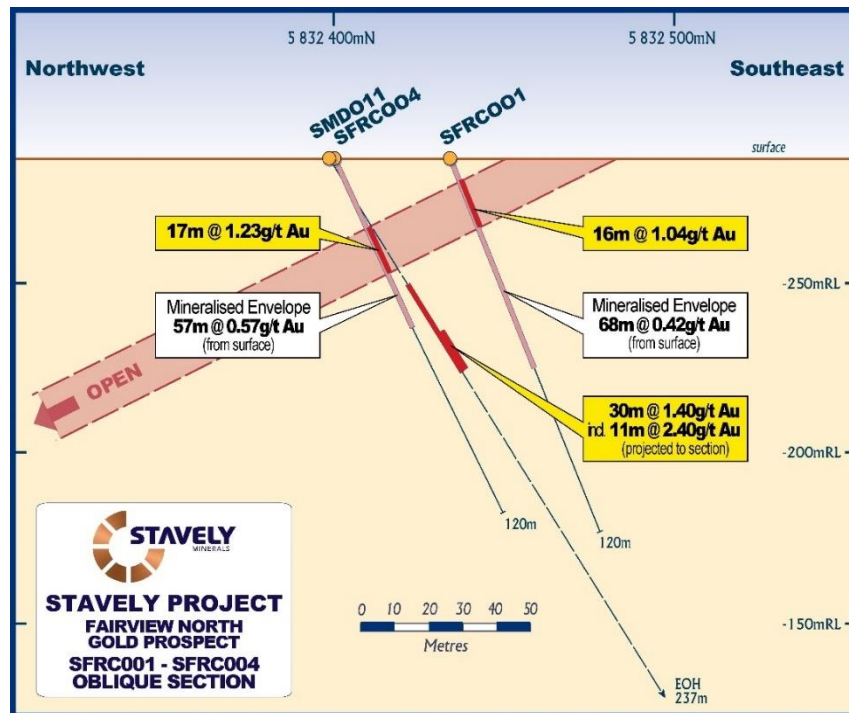 5 832 400mN
5 832 500mN
Northwest
Southeast
SMD011
SFRC004
SFRC001
surface
17m @ 1.23g/t Au
16m @ 1.04g/t Au
-250mRL
Mineralised Envelope
57m @ 0.57g/t Au
(from surface)
Mineralised Envelope
68m @ 0.42g/t Au
(from surface)
OPEN
30m @ 1.40g/t Au
incl. 11m @ 2.40g/t Au
(projected to section)
-200mRL
120m
120m
STAVELY
MINERALS
STAVELY PROJECT
FAIRVIEW NORTH
GOLD PROSPECT
SFRC001 - SFRC004
OBLIQUE SECTION
0 10 20 30 40 50
Metres
-150mRL
EOH
237m